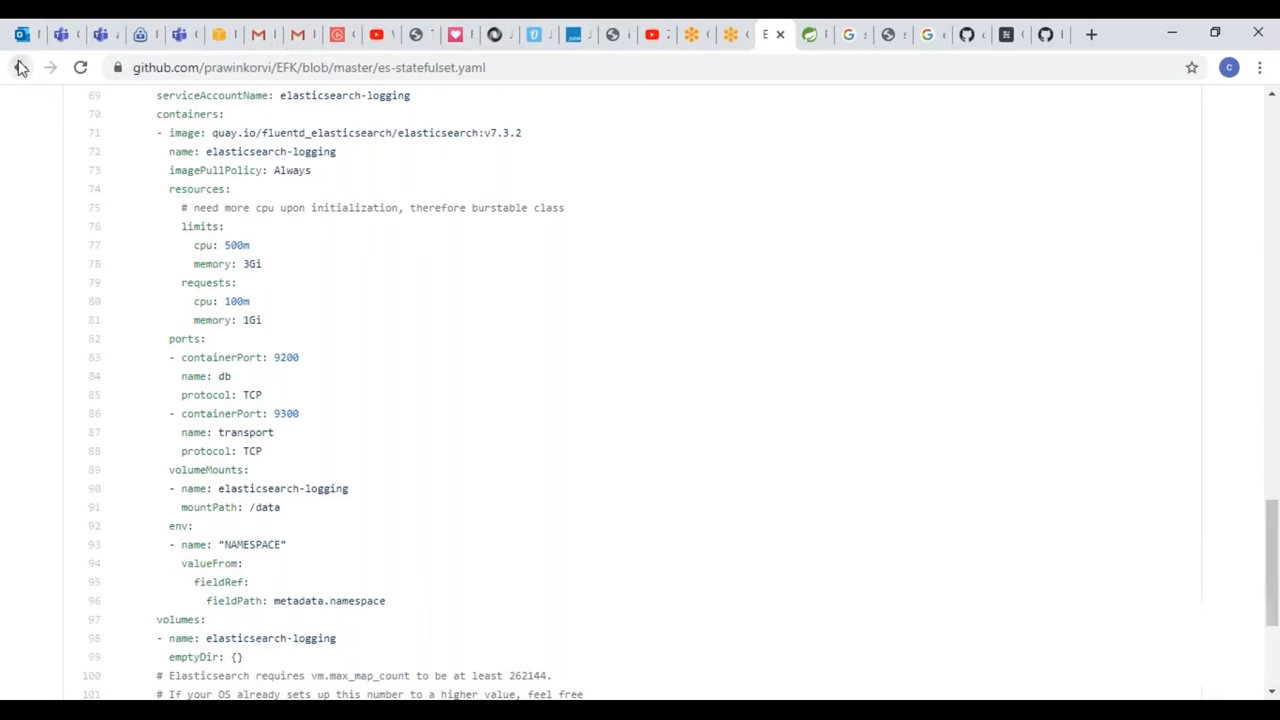 github.com/prawinkorvi/EFK/blob/master/es-statefulset.yaml
69 serviceAccountName: elasticsearch-logging
70 containers:
71 - image: quay.io/fluentd_elasticsearch/elasticsearch:v7.3.2
72 name: elasticsearch-logging
73 imagePullPolicy: Always
74 resources:
75 # need more cpu upon initialization, therefore burstable class
76 limits:
77 cpu: 500m
78 memory: 3Gi
79 requests:
80 cpu: 100m
81 memory: 1Gi
82 ports:
83 - containerPort: 9200
84 name: db
85 protocol: TCP
86 - containerPort: 9300
87 name: transport
88 protocol: TCP
89 volumeMounts:
90 - name: elasticsearch-logging
91 mountPath: /data
92 env:
93 - name: "NAMESPACE"
94 valueFrom:
95 fieldRef:
96 fieldPath: metadata.namespace
97 volumes:
98 - name: elasticsearch-logging
99 emptyDir: {}
100 # Elasticsearch requires vm.max_map_count to be at least 262144.
101 # If your OS already sets up this number to a higher value, feel free